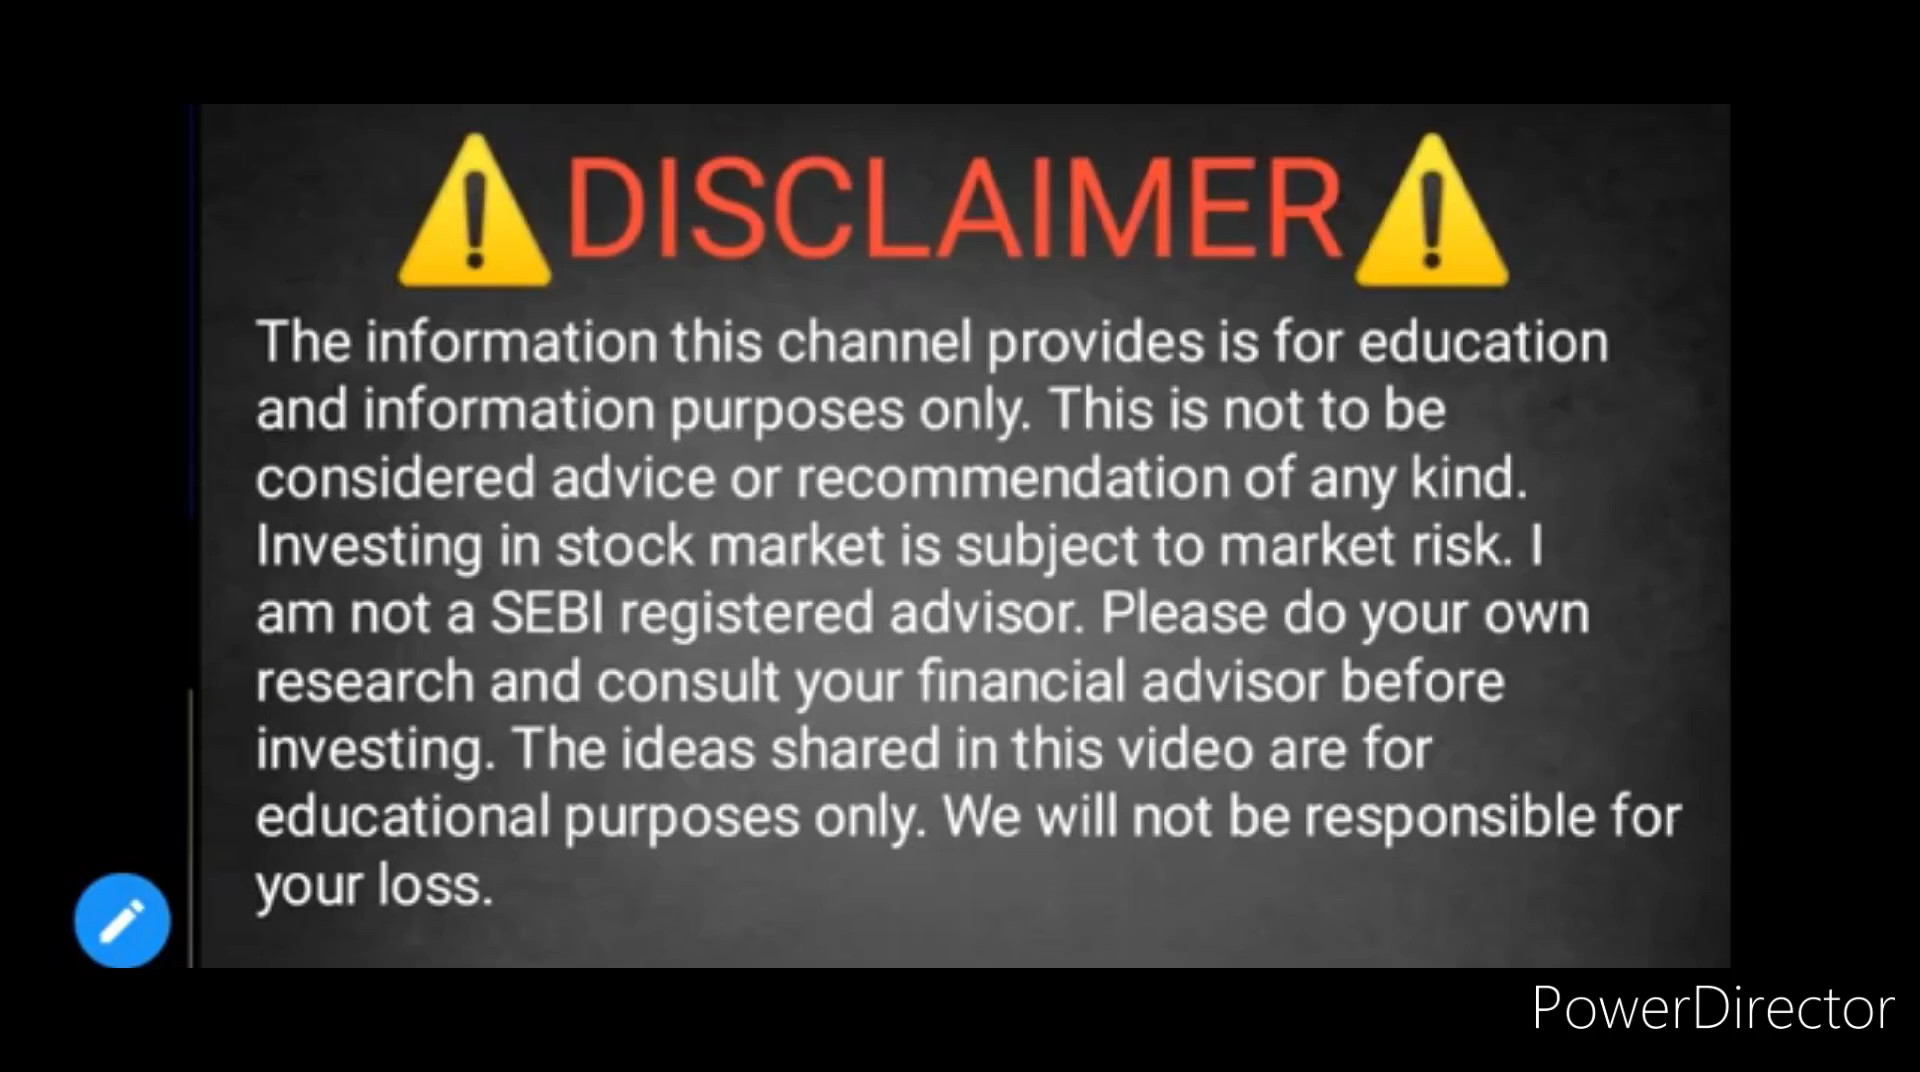 ⚠DISCLAIMER⚠
The information this channel provides is for education
and information purposes only. This is not to be
considered advice or recommendation of any kind.
Investing in stock market is subject to market risk. I
am not a SEBI registered advisor. Please do your own
research and consult your financial advisor before
investing. The ideas shared in this video are for
educational purposes only. We will not be responsible for
your loss.
PowerDirector